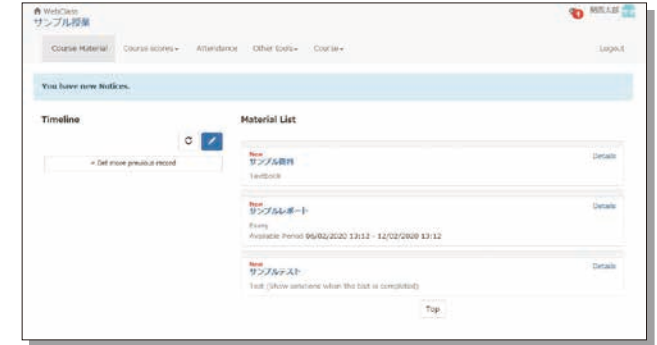 WebClass
サンプル授業
4
Course Material
Course scores
Attendance
Other tools
Course
Logout
You have new Notices.
Timeline
Material List
+ Get more previous record
New
サンプル資料
Details
Textbook
New
サンプルレポート
Details
Essay
Available Period 06/02/2020 13:12 - 12/02/2020 13:12
New
サンプルテスト
Details
Test (Show solutions when the test is completed)
Top